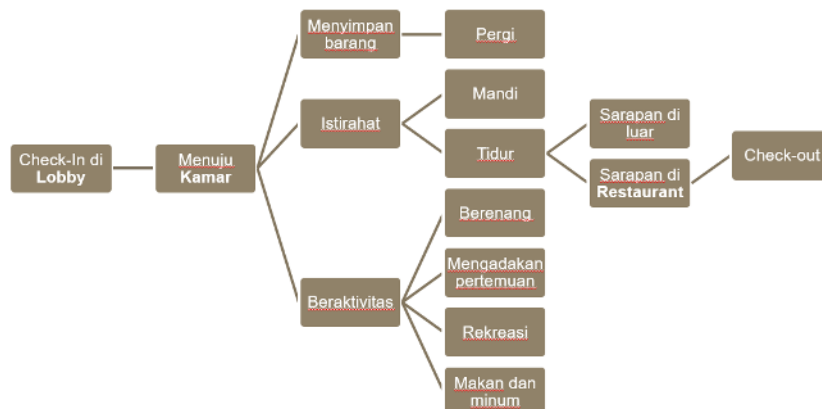 Check-In di
Lobby
Menuju
Kamar
Menyimpan
barang
Pergi
Istirahat
Mandi
Tidur
Sarapan di
luar
Sarapan di
Restaurant
Check-out
Beraktivitas
Berenang
Mengadakan
pertemuan
Rekreasi
Makan dan
minum